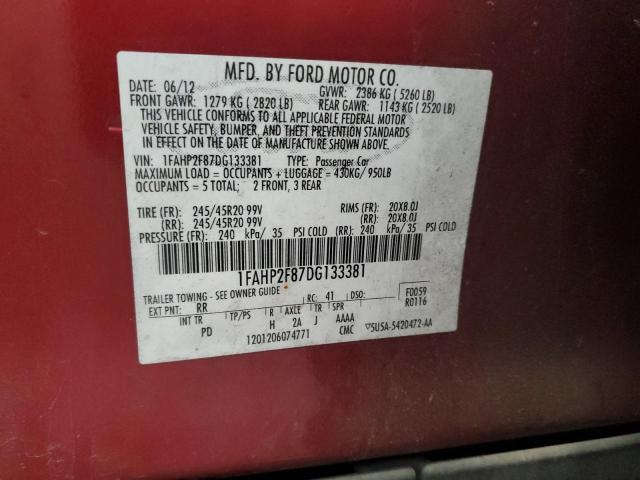 MFD. BY FORD MOTOR CO.
DATE: 06/12 GVWR: 2386 KG ( 5260 LB)
FRONT GAWR: 1279 KG ( 2820 LB) REAR GAWR: 1143 KG ( 2520 LB)
THIS VEHICLE CONFORMS TO ALL APPLICABLE FEDERAL MOTOR
VEHICLE SAFETY, BUMPER, AND THEFT PREVENTION STANDARDS
IN EFFECT ON THE DATE OF MANUFACTURE SHOWN ABOVE.
VIN: 1FAHP2F87DG133381 TYPE: Passenger Car
MAXIMUM LOAD = OCCUPANTS + LUGGAGE = 430KG/ 950LB
OCCUPANTS = 5 TOTAL; 2 FRONT, 3 REAR
TIRE (FR): 245/45R20 99V RIMS (FR): 20X8.0J
(RR): 245/45R20 99V (RR): 20X8.0J
PRESSURE (FR): 240 kPa/ 35 PSI COLD (RR): 240 kPa/ 35 PSI COLD
1FAHP2F87DG133381
TRAILER TOWING - SEE OWNER GUIDE
EXT PNT: RR RC: 41 DSO: F0059
R0116
INT TR TP/PS R AXLE TR SPR
PD H 2A J AAAA
1201206074771 CMC ▽5U5A-5420472-AA